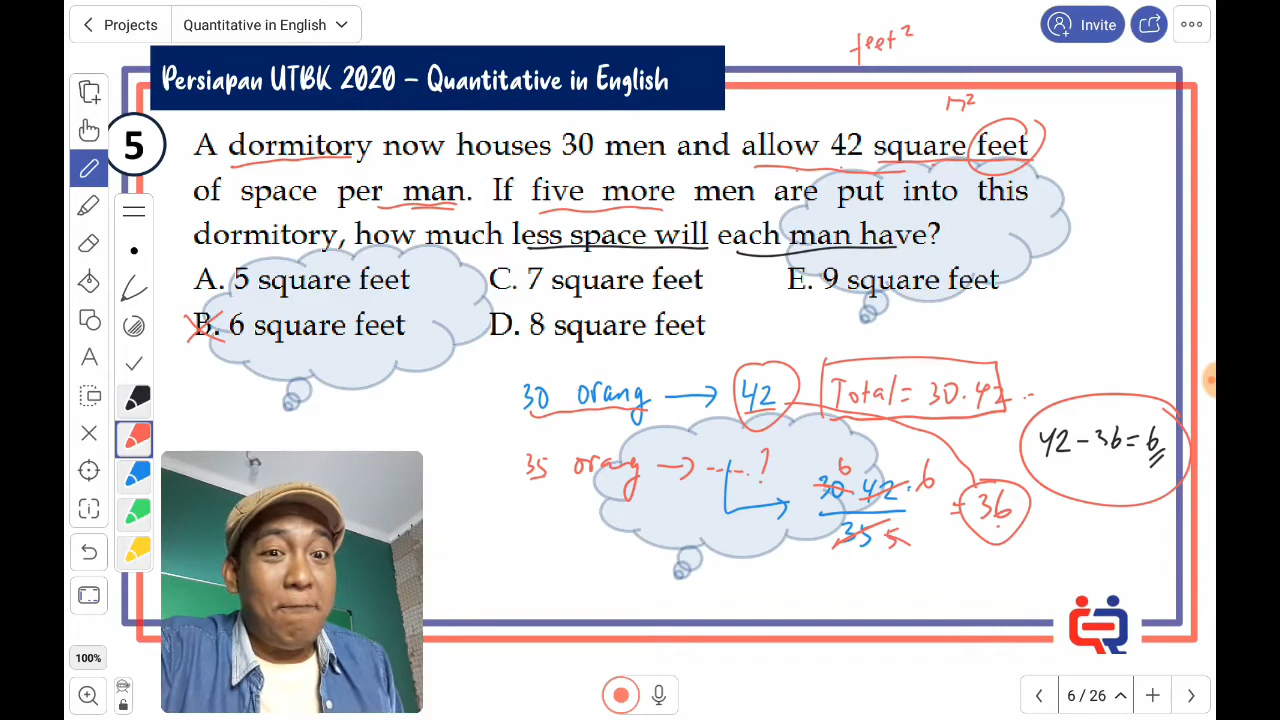 Projects
Quantitative in English
Invite
feet²
Persiapan UTBK 2020 – Quantitative in English
m²
5
A dormitory now houses 30 men and allow 42 square feet
of space per man. If five more men are put into this
dormitory, how much less space will each man have?
A. 5 square feet
C. 7 square feet
E. 9 square feet
B. 6 square feet
D. 8 square feet
30 orang → 42
Total = 30.42
42 - 36 = 6
35 orang → -----?
6
30 42 . 6
35 5
= 36
100%
6 / 26